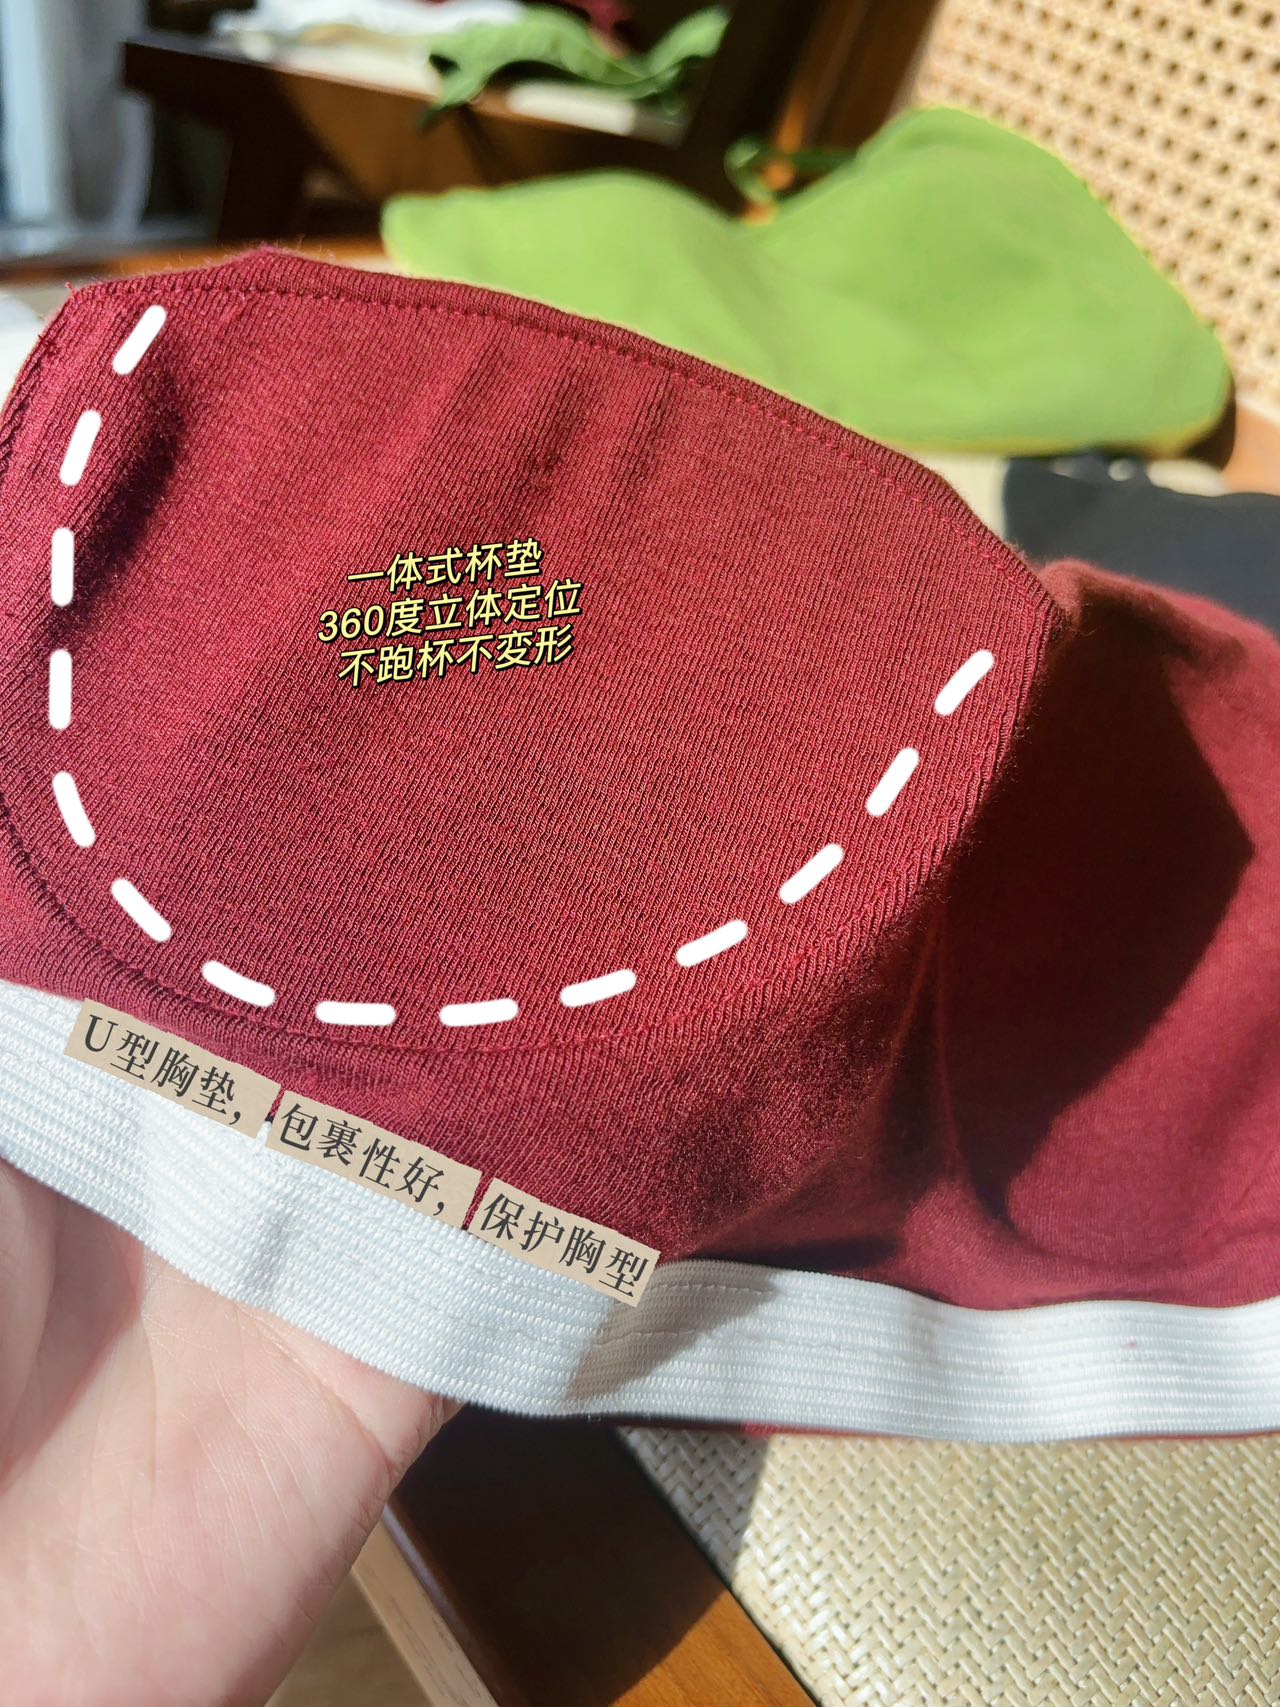 一体式杯垫
360度立体定位
不跑杯不変形
U型胸垫，包裹性好，保护胸型